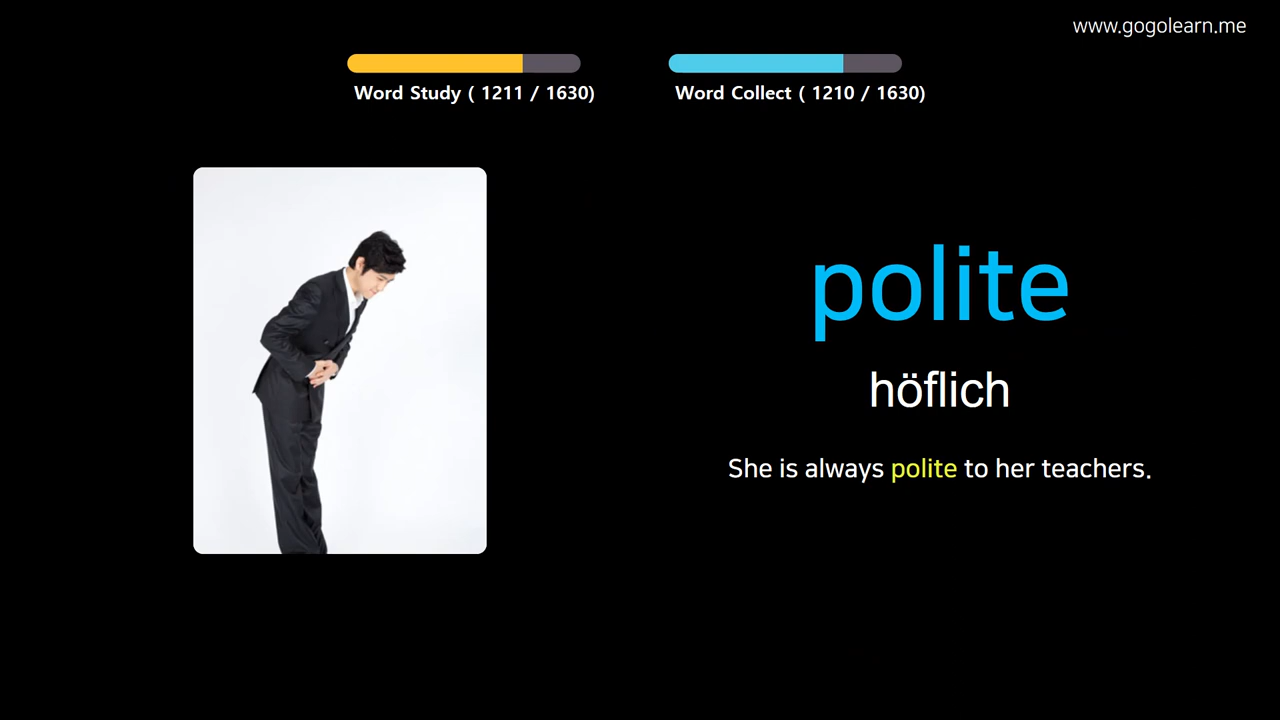 www.gogolearn.me
Word Study ( 1211 / 1630)
Word Collect ( 1210 / 1630)
polite
höflich
She is always polite to her teachers.